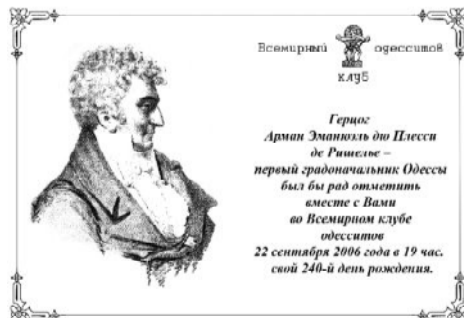 Всемирный одесситов
клуб
Герцог
Арман Эманюэль дю Плесси
де Ришелье –
первый градоначальник Одессы
был бы рад отметить
вместе с Вами
во Всемирном клубе
одесситов
22 сентября 2006 года в 19 час.
свой 240-й день рождения.